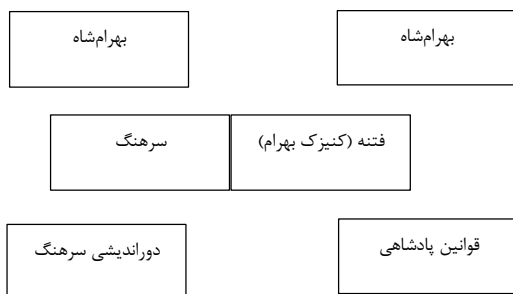 بهرام‌شاه
بهرام‌شاه
فتنه (کنیزک بهرام)
سرهنگ
قوانین پادشاهی
دوراندیشی سرهنگ